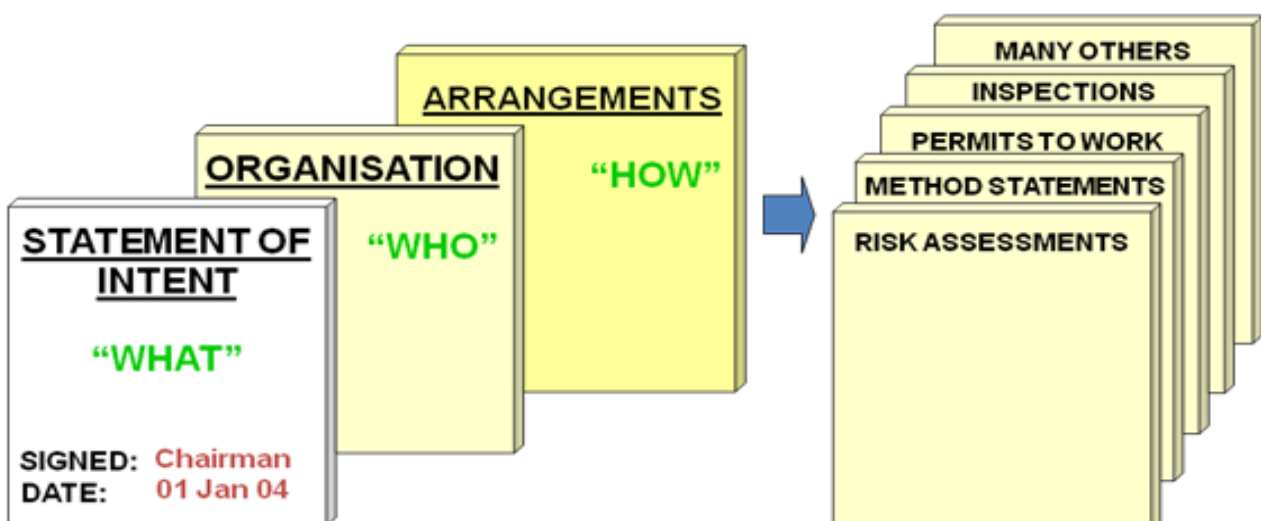 STATEMENT OF
INTENT
“WHAT”
SIGNED: Chairman
DATE: 01 Jan 04
ORGANISATION
“WHO”
ARRANGEMENTS
“HOW”
MANY OTHERS
INSPECTIONS
PERMITS TO WORK
METHOD STATEMENTS
RISK ASSESSMENTS